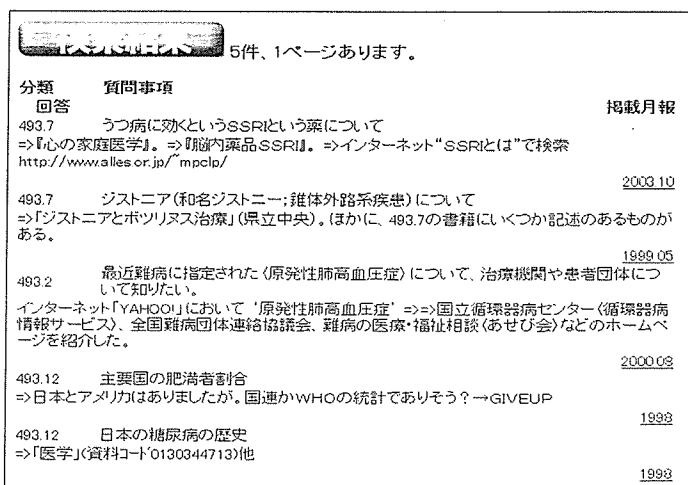 検索結果 5件、1ページあります。
分類 質問事項
回答 掲載月報
493.7 うつ病に効くというSSRIという薬について
=>『心の家庭医学』。=>『脳内薬品SSRI』。=>インターネット“SSRIとは”で検索
http://www.alles.or.jp/~mpclp/
2003.10
493.7 ジストニア(和名ジストニー;錐体外路系疾患)について
=>「ジストニアとボツリヌス治療」(県立中央)。ほかに、493.7の書籍にいくつか記述のあるものが
ある。
1999.05
493.2 最近難病に指定された〈原発性肺高血圧症〉について、治療機関や患者団体につ
いて知りたい。
インターネット「YAHOO!」において‘原発性肺高血圧症’=>=>国立循環器病センター〈循環器病
情報サービス〉、全国難病団体連絡協議会、難病の医療・福祉相談〈あせび会〉などのホームペ
ージを紹介した。
2000.08
493.12 主要国の肥満者割合
=>日本とアメリカはありましたが。国連かWHOの統計でありそう?→GIVEUP
1998
493.12 日本の糖尿病の歴史
=>「医学」(資料コード0130344713)他
1998